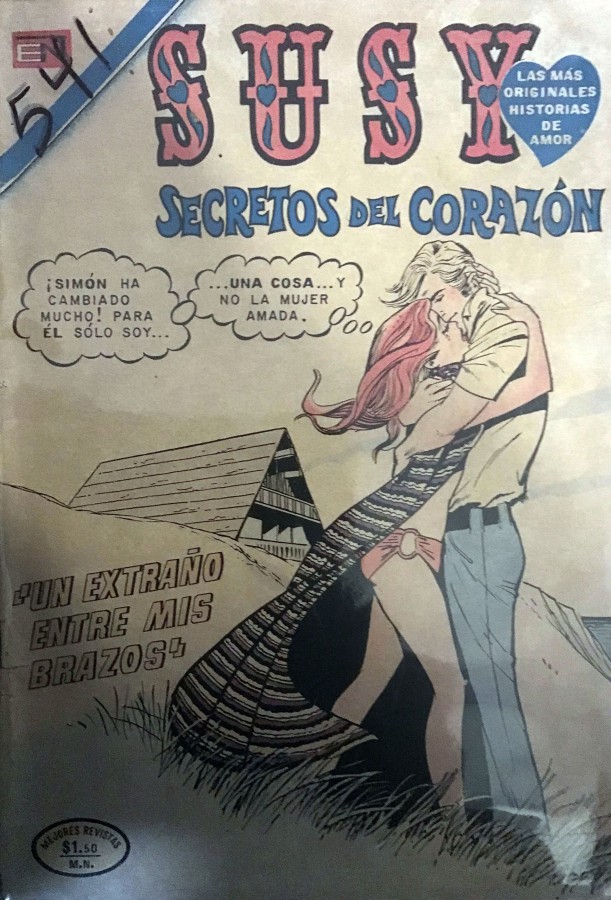 E
541
SUSY
LAS MÁS
ORIGINALES
HISTORIAS
DE
AMOR
SECRETOS DEL CORAZÓN
¡SIMÓN HA
CAMBIADO
MUCHO! PARA
ÉL SÓLO SOY...
...UNA COSA...Y
NO LA MUJER
AMADA.
"UN EXTRAÑO
ENTRE MIS
BRAZOS"
MEJORES REVISTAS
$1.50
M.N.